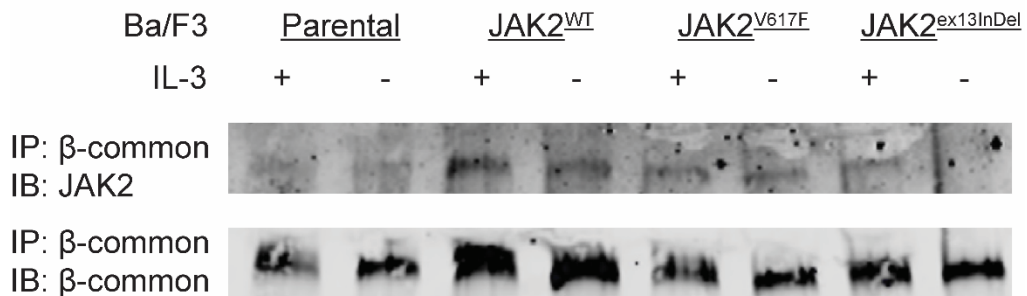 Ba/F3 Parental JAK2WT JAK2V617F JAK2ex13InDel
IL-3 + - + - + - + -
IP: β-common
IB: JAK2
IP: β-common
IB: β-common